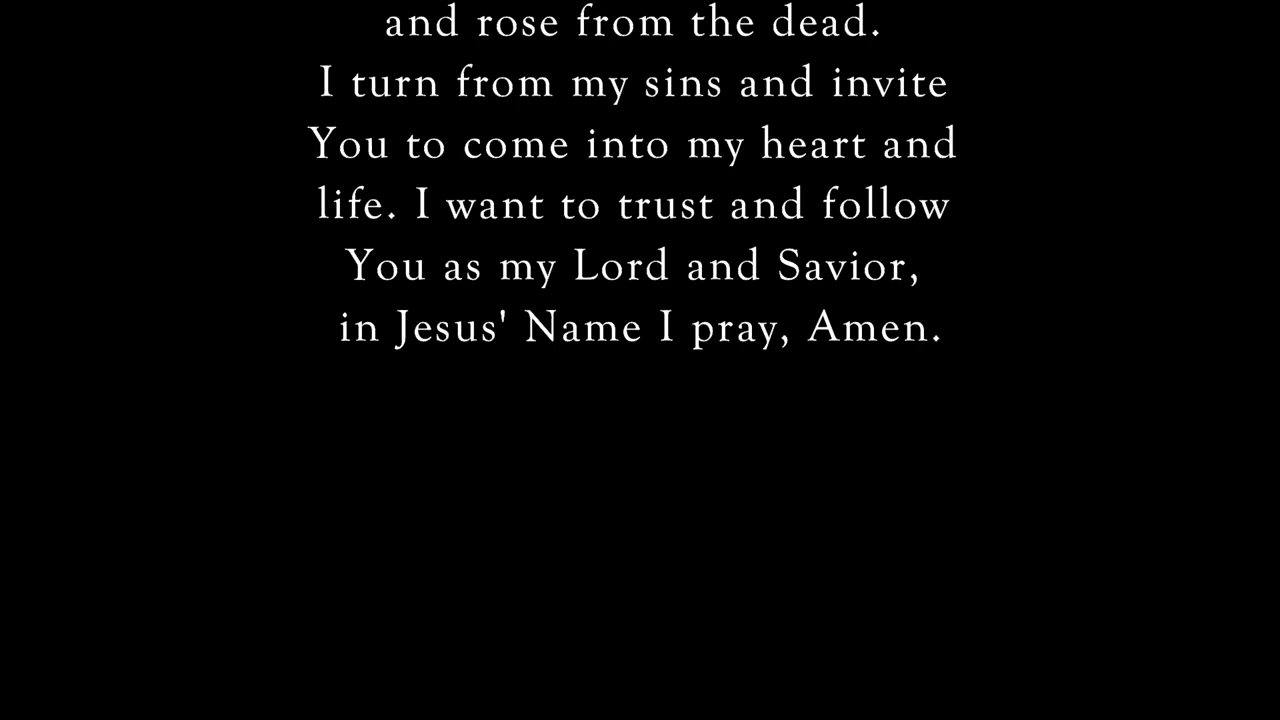 and rose from the dead.
I turn from my sins and invite
You to come into my heart and
life. I want to trust and follow
You as my Lord and Savior,
in Jesus' Name I pray, Amen.